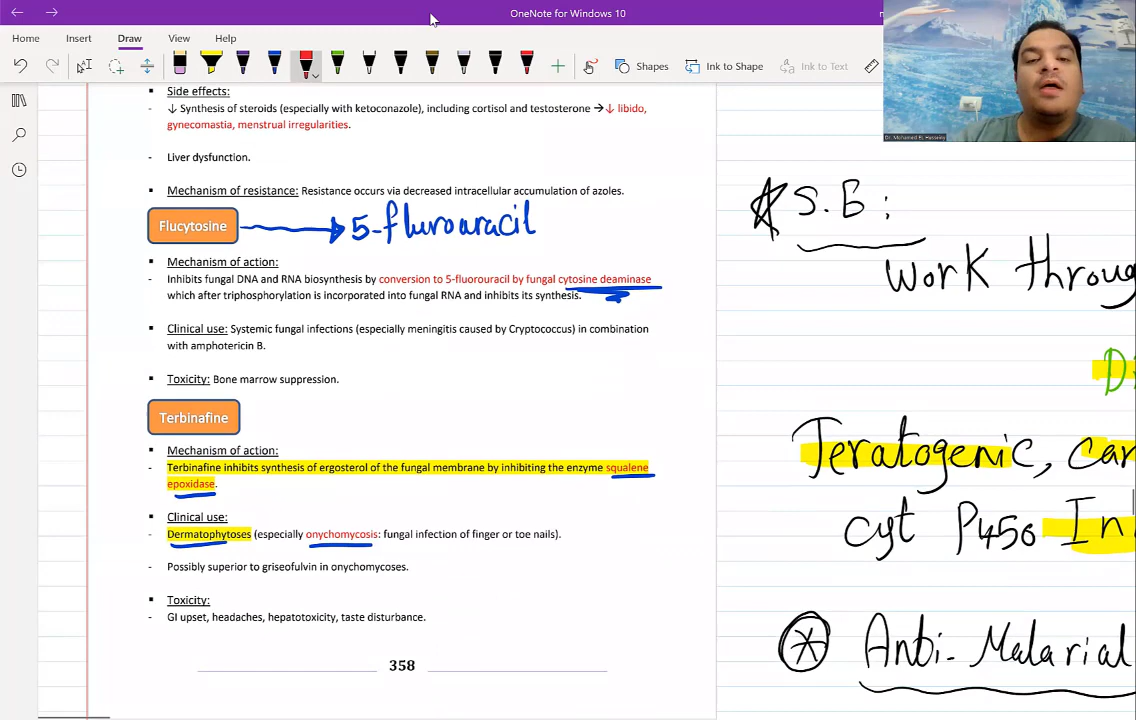 OneNote for Windows 10
Home Insert Draw View Help
Shapes Ink to Shape Ink to Text
Side effects:
- ↓ Synthesis of steroids (especially with ketoconazole), including cortisol and testosterone → ↓ libido,
gynecomastia, menstrual irregularities.
- Liver dysfunction.
▪ Mechanism of resistance: Resistance occurs via decreased intracellular accumulation of azoles.
Flucytosine 5-flurouracil
▪ Mechanism of action:
- Inhibits fungal DNA and RNA biosynthesis by conversion to 5-fluorouracil by fungal cytosine deaminase
which after triphosphorylation is incorporated into fungal RNA and inhibits its synthesis.
▪ Clinical use: Systemic fungal infections (especially meningitis caused by Cryptococcus) in combination
with amphotericin B.
▪ Toxicity: Bone marrow suppression.
Terbinafine
▪ Mechanism of action:
- Terbinafine inhibits synthesis of ergosterol of the fungal membrane by inhibiting the enzyme squalene
epoxidase.
▪ Clinical use:
- Dermatophytoses (especially onychomycosis: fungal infection of finger or toe nails).
- Possibly superior to griseofulvin in onychomycoses.
▪ Toxicity:
- GI upset, headaches, hepatotoxicity, taste disturbance.
358
Dr. Mohamed EL Husseiny
S.E :
Work throug
D
Teratogenic, car
cyt P450 In
Anti-Malarial